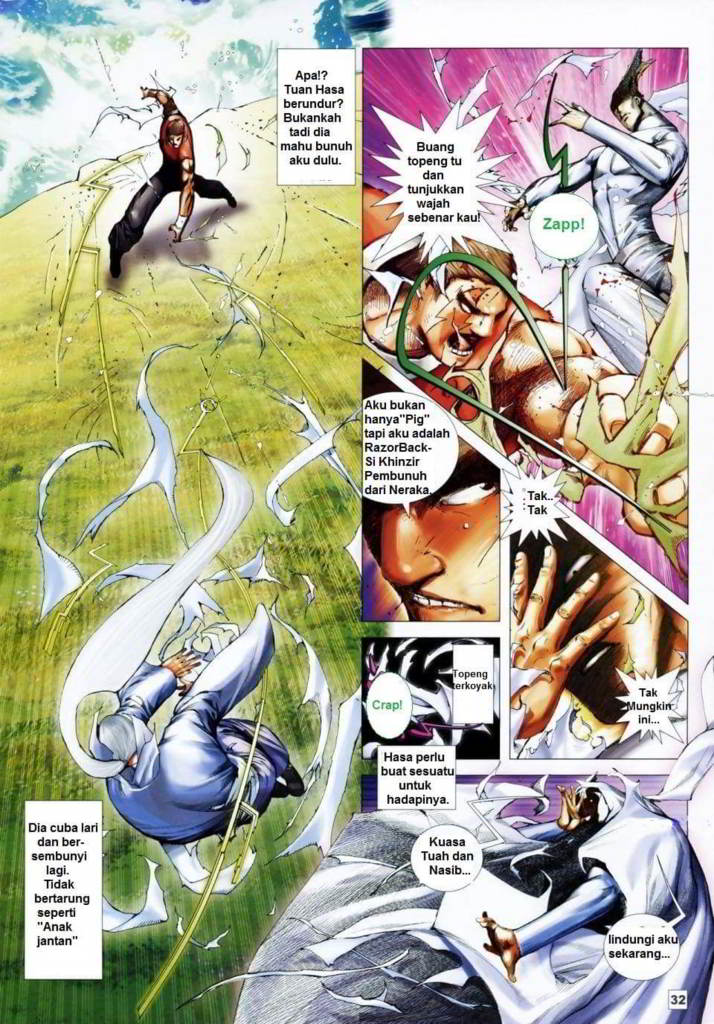 Apa!?
Tuan Hasa
berundur?
Bukankah
tadi dia
mahu bunuh
aku dulu.
Buang
topeng tu
dan
tunjukkan
wajah
sebenar kau!
Zapp!
Aku bukan
hanya"Pig"
tapi aku adalah
RazorBack-
Si Khinzir
Pembunuh
dari Neraka.
Tak..
Tak
Tak
Mungkin
ini...
Topeng
terkoyak
Crap!
Hasa perlu
buat sesuatu
untuk
hadapinya.
Kuasa
Tuah dan
Nasib...
lindungi aku
sekarang...
Dia cuba lari
dan ber-
sembunyi
lagi.
Tidak
bertarung
seperti
"Anak
jantan"
32